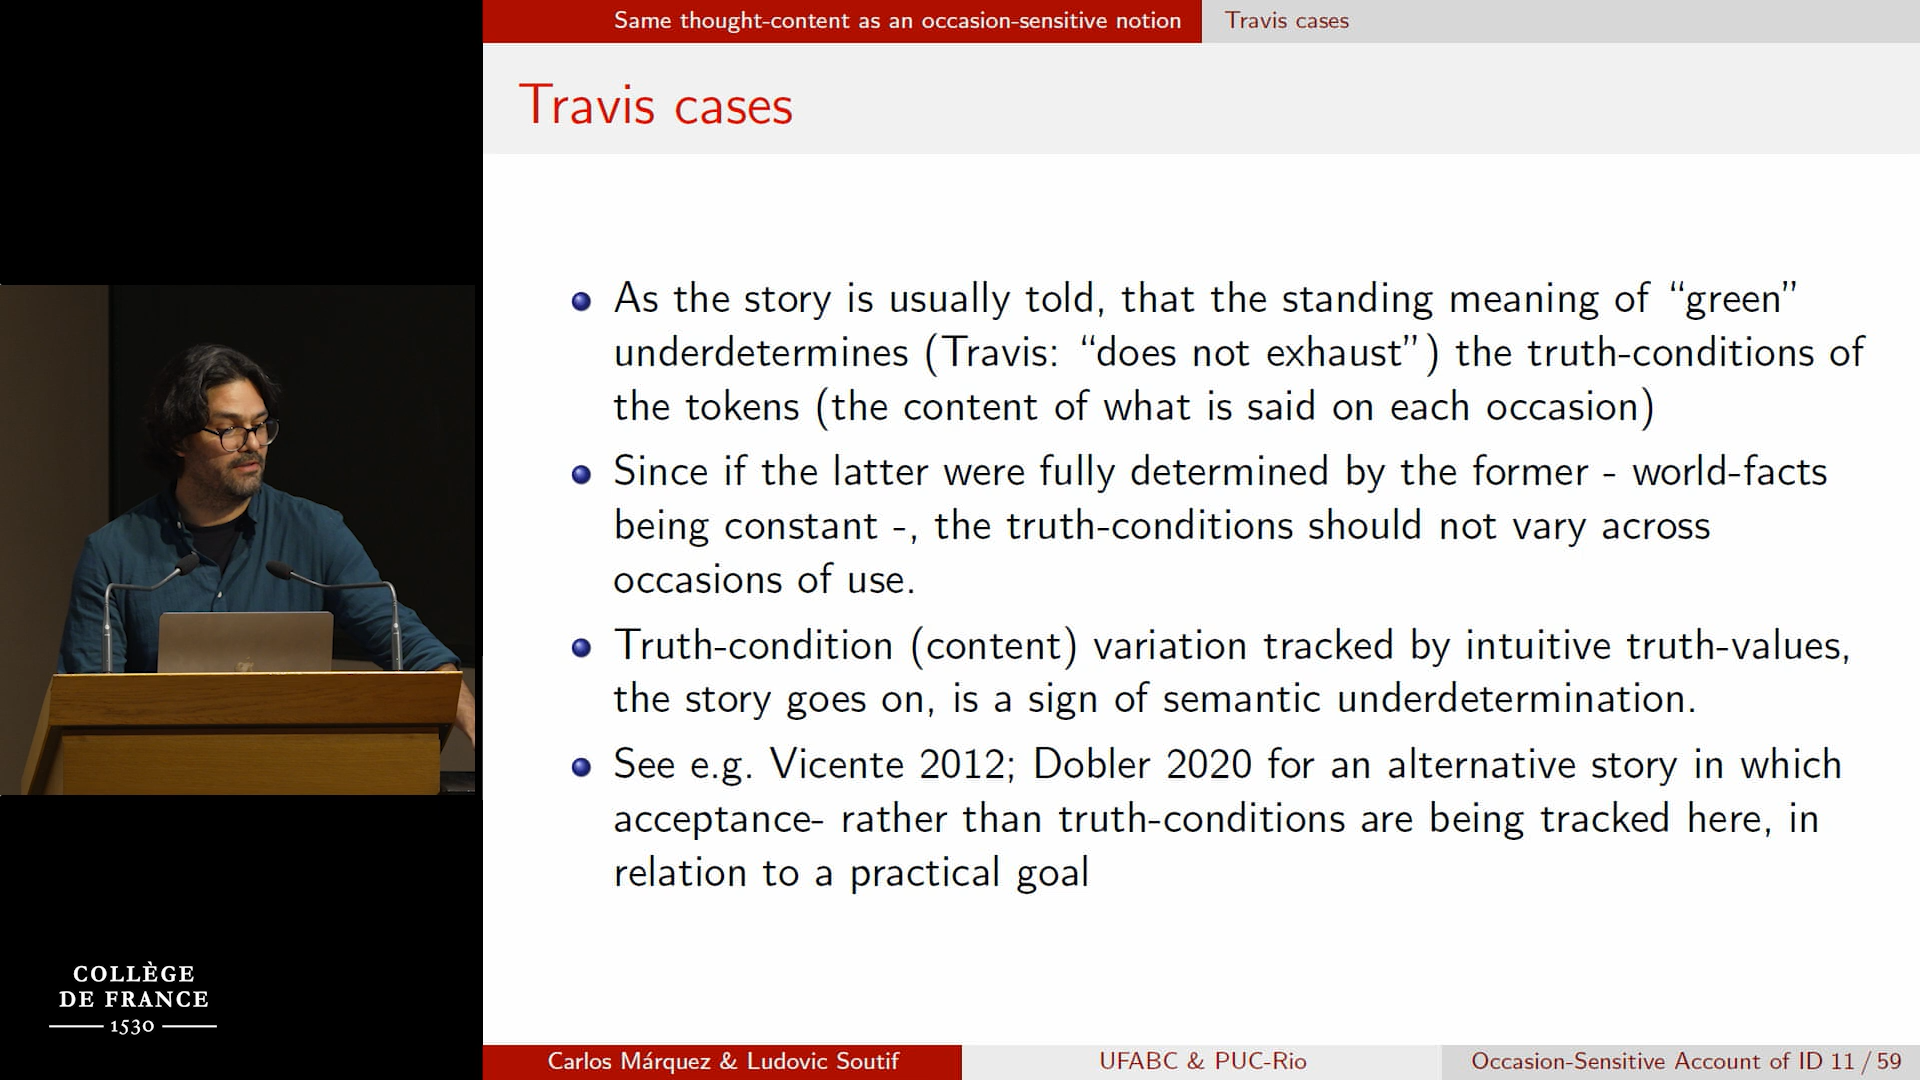 Same thought-content as an occasion-sensitive notion Travis cases
Travis cases
As the story is usually told, that the standing meaning of “green”
underdetermines (Travis: “does not exhaust”) the truth-conditions of
the tokens (the content of what is said on each occasion)
Since if the latter were fully determined by the former - world-facts
being constant -, the truth-conditions should not vary across
occasions of use.
Truth-condition (content) variation tracked by intuitive truth-values,
the story goes on, is a sign of semantic underdetermination.
See e.g. Vicente 2012; Dobler 2020 for an alternative story in which
acceptance- rather than truth-conditions are being tracked here, in
relation to a practical goal
COLLÈGE
DE FRANCE
1530
Carlos Márquez & Ludovic Soutif UFABC & PUC-Rio Occasion-Sensitive Account of ID 11 / 59